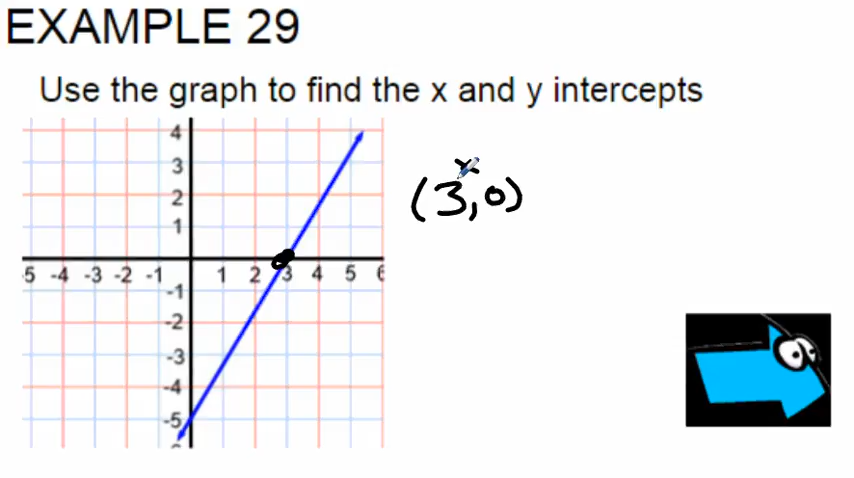 EXAMPLE 29
Use the graph to find the x and y intercepts
4
3
2
1
-5 -4 -3 -2 -1 1 2 3 4 5 6
-1
-2
-3
-4
-5
x
(3,0)